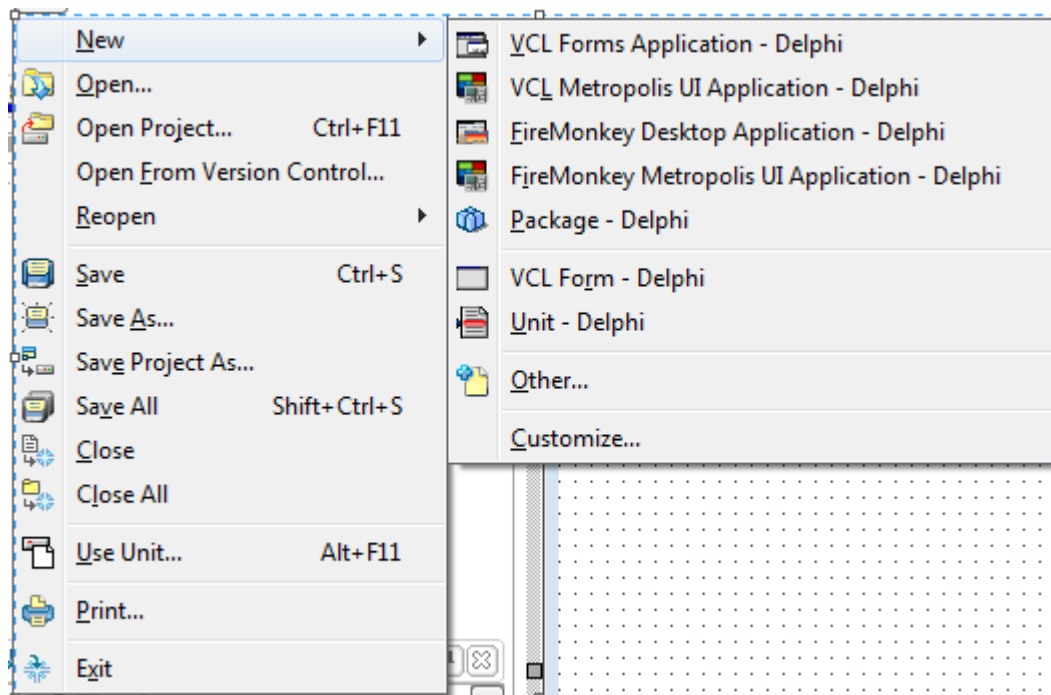 New
Open...
Open Project... Ctrl+F11
Open From Version Control...
Reopen
Save Ctrl+S
Save As...
Save Project As...
Save All Shift+Ctrl+S
Close
Close All
Use Unit... Alt+F11
Print...
Exit
VCL Forms Application - Delphi
VCL Metropolis UI Application - Delphi
FireMonkey Desktop Application - Delphi
FireMonkey Metropolis UI Application - Delphi
Package - Delphi
VCL Form - Delphi
Unit - Delphi
Other...
Customize...